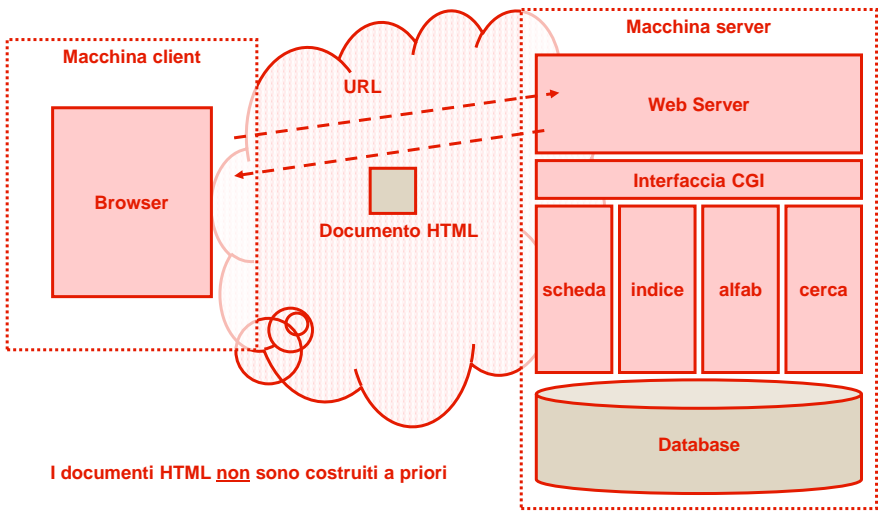 Macchina client
Macchina server
URL
Web Server
Browser
Interfaccia CGI
Documento HTML
scheda
indice
alfab
cerca
Database
I documenti HTML non sono costruiti a priori